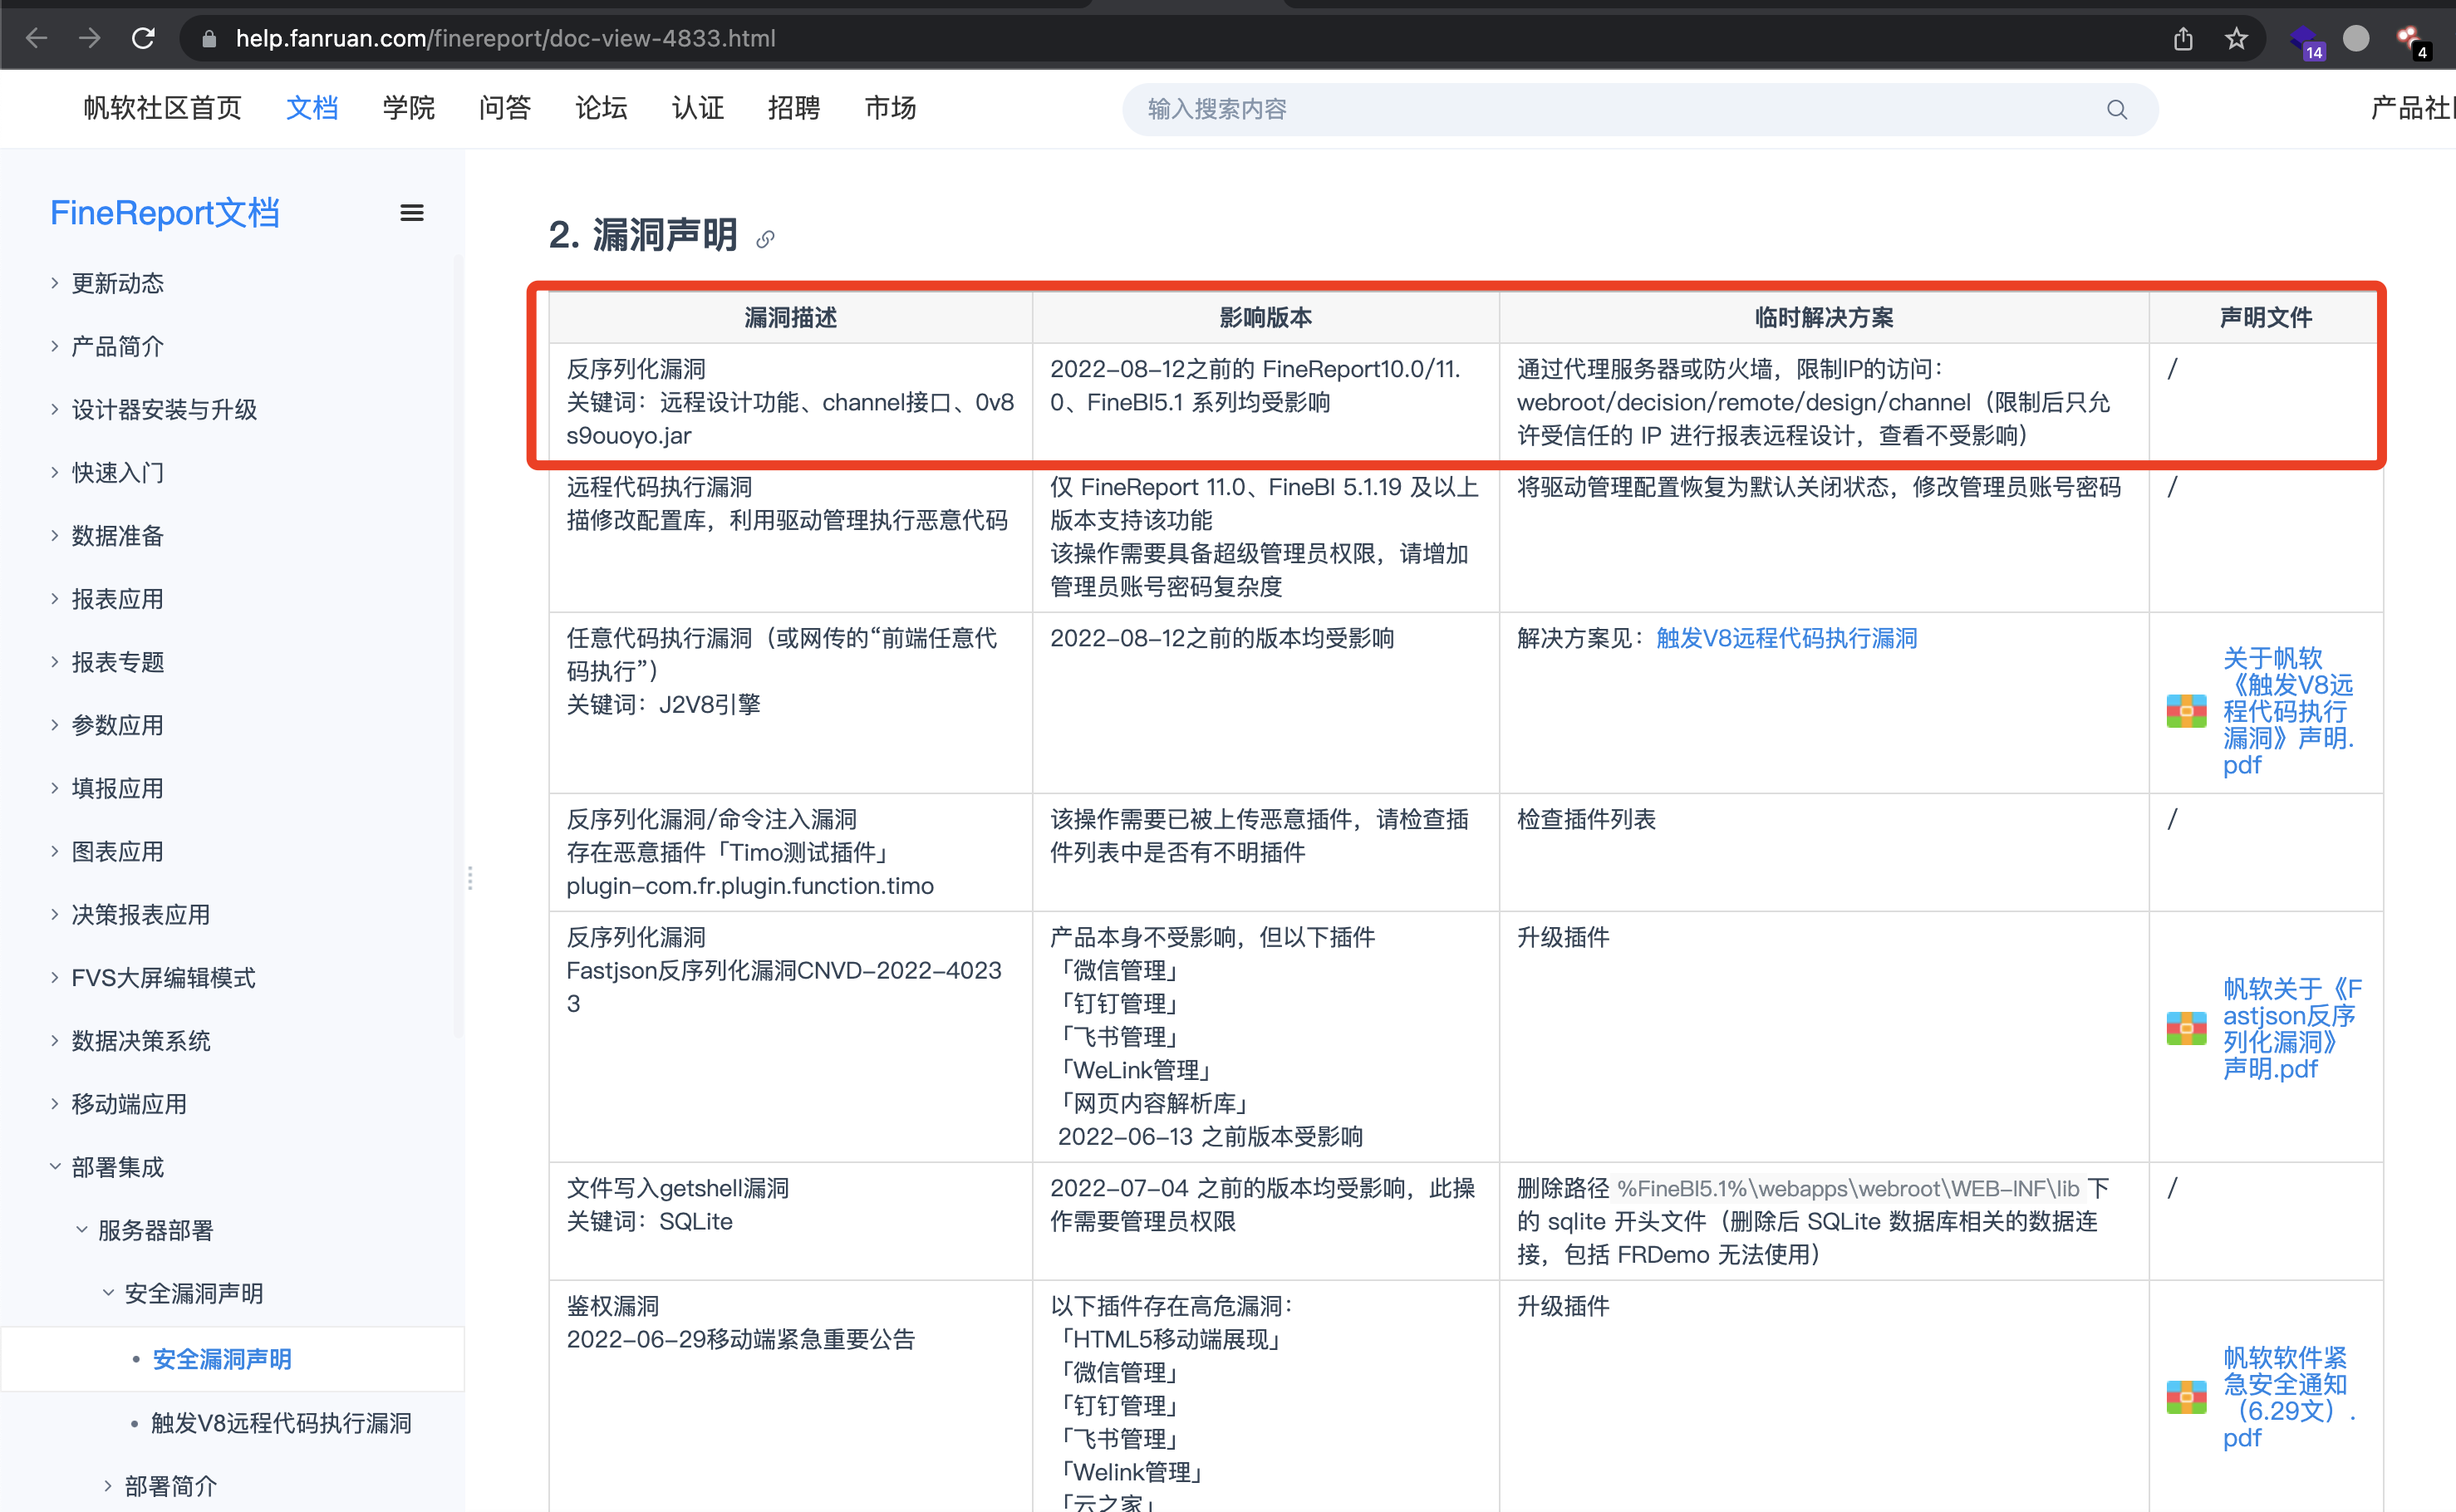 help.fanruan.com/finereport/doc-view-4833.html
14
4
帆软社区首页 文档 学院 问答 论坛 认证 招聘 市场
输入搜索内容
产品社
FineReport文档
更新动态
产品简介
设计器安装与升级
快速入门
数据准备
报表应用
报表专题
参数应用
填报应用
图表应用
决策报表应用
FVS大屏编辑模式
数据决策系统
移动端应用
部署集成
服务器部署
安全漏洞声明
安全漏洞声明
触发V8远程代码执行漏洞
部署简介
2. 漏洞声明
漏洞描述 影响版本 临时解决方案 声明文件
反序列化漏洞
关键词：远程设计功能、channel接口、0v8
s9ouoyo.jar
2022-08-12之前的 FineReport10.0/11.
0、FineBI5.1 系列均受影响
通过代理服务器或防火墙，限制IP的访问：
webroot/decision/remote/design/channel（限制后只允
许受信任的 IP 进行报表远程设计，查看不受影响）
/
远程代码执行漏洞
描修改配置库，利用驱动管理执行恶意代码
仅 FineReport 11.0、FineBI 5.1.19 及以上
版本支持该功能
该操作需要具备超级管理员权限，请增加
管理员账号密码复杂度
将驱动管理配置恢复为默认关闭状态，修改管理员账号密码
/
任意代码执行漏洞（或网传的“前端任意代
码执行”）
关键词：J2V8引擎
2022-08-12之前的版本均受影响
解决方案见：触发V8远程代码执行漏洞
关于帆软
《触发V8远
程代码执行
漏洞》声明.
pdf
反序列化漏洞/命令注入漏洞
存在恶意插件「Timo测试插件」
plugin-com.fr.plugin.function.timo
该操作需要已被上传恶意插件，请检查插
件列表中是否有不明插件
检查插件列表
/
反序列化漏洞
Fastjson反序列化漏洞CNVD-2022-4023
3
产品本身不受影响，但以下插件
「微信管理」
「钉钉管理」
「飞书管理」
「WeLink管理」
「网页内容解析库」
2022-06-13 之前版本受影响
升级插件
帆软关于《F
astjson反序
列化漏洞》
声明.pdf
文件写入getshell漏洞
关键词：SQLite
2022-07-04 之前的版本均受影响，此操
作需要管理员权限
删除路径 %FineBI5.1%\webapps\webroot\WEB-INF\lib 下
的 sqlite 开头文件（删除后 SQLite 数据库相关的数据连
接，包括 FRDemo 无法使用）
/
鉴权漏洞
2022-06-29移动端紧急重要公告
以下插件存在高危漏洞：
「HTML5移动端展现」
「微信管理」
「钉钉管理」
「飞书管理」
「Welink管理」
「云之家」
升级插件
帆软软件紧
急安全通知
（6.29文）.
pdf